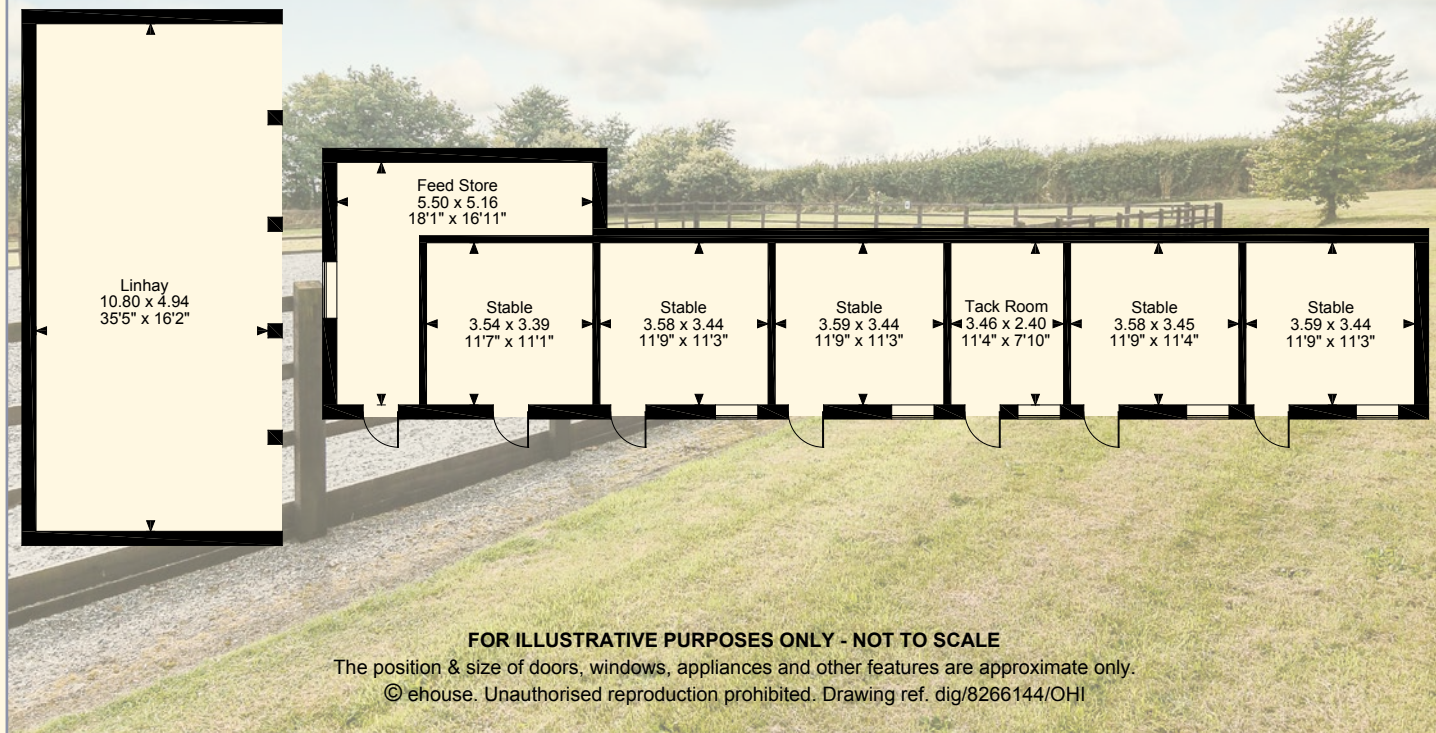 Linhay
10.80 x 4.94
35'5" x 16'2"
Feed Store
5.50 x 5.16
18'1" x 16'11"
Stable
3.54 x 3.39
11'7" x 11'1"
Stable
3.58 x 3.44
11'9" x 11'3"
Stable
3.59 x 3.44
11'9" x 11'3"
Tack Room
3.46 x 2.40
11'4" x 7'10"
Stable
3.58 x 3.45
11'9" x 11'4"
Stable
3.59 x 3.44
11'9" x 11'3"
FOR ILLUSTRATIVE PURPOSES ONLY - NOT TO SCALE
The position & size of doors, windows, appliances and other features are approximate only.
© ehouse. Unauthorised reproduction prohibited. Drawing ref. dig/8266144/OHI